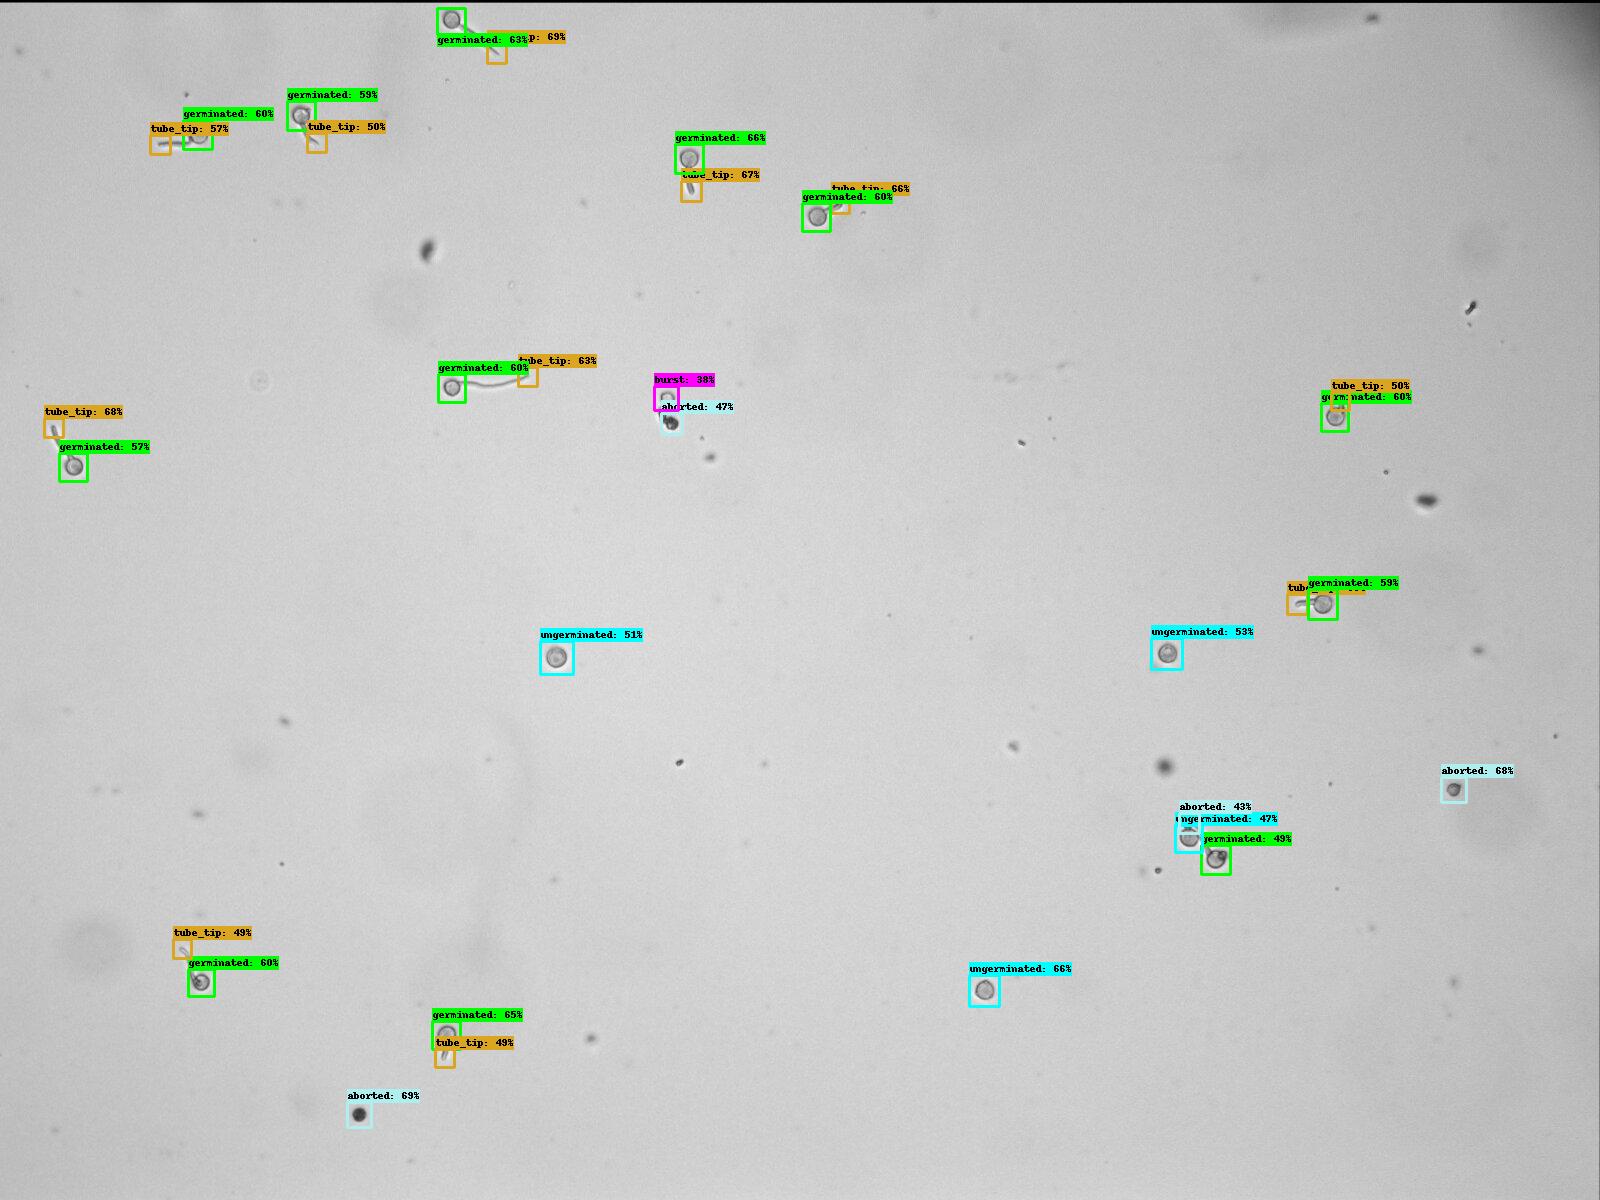 germinated: 63%
p: 69%
germinated: 59%
germinated: 60%
tube_tip: 57%
tube_tip: 50%
germinated: 66%
tube_tip: 67%
tube_tip: 66%
germinated: 60%
tube_tip: 63%
germinated: 60%
burst: 38%
aborted: 47%
tube_tip: 50%
germinated: 60%
tube_tip: 68%
germinated: 57%
germinated: 59%
ungerminated: 51%
ungerminated: 53%
aborted: 68%
aborted: 43%
ungerminated: 47%
germinated: 49%
tube_tip: 49%
germinated: 60%
ungerminated: 66%
germinated: 65%
tube_tip: 49%
aborted: 69%